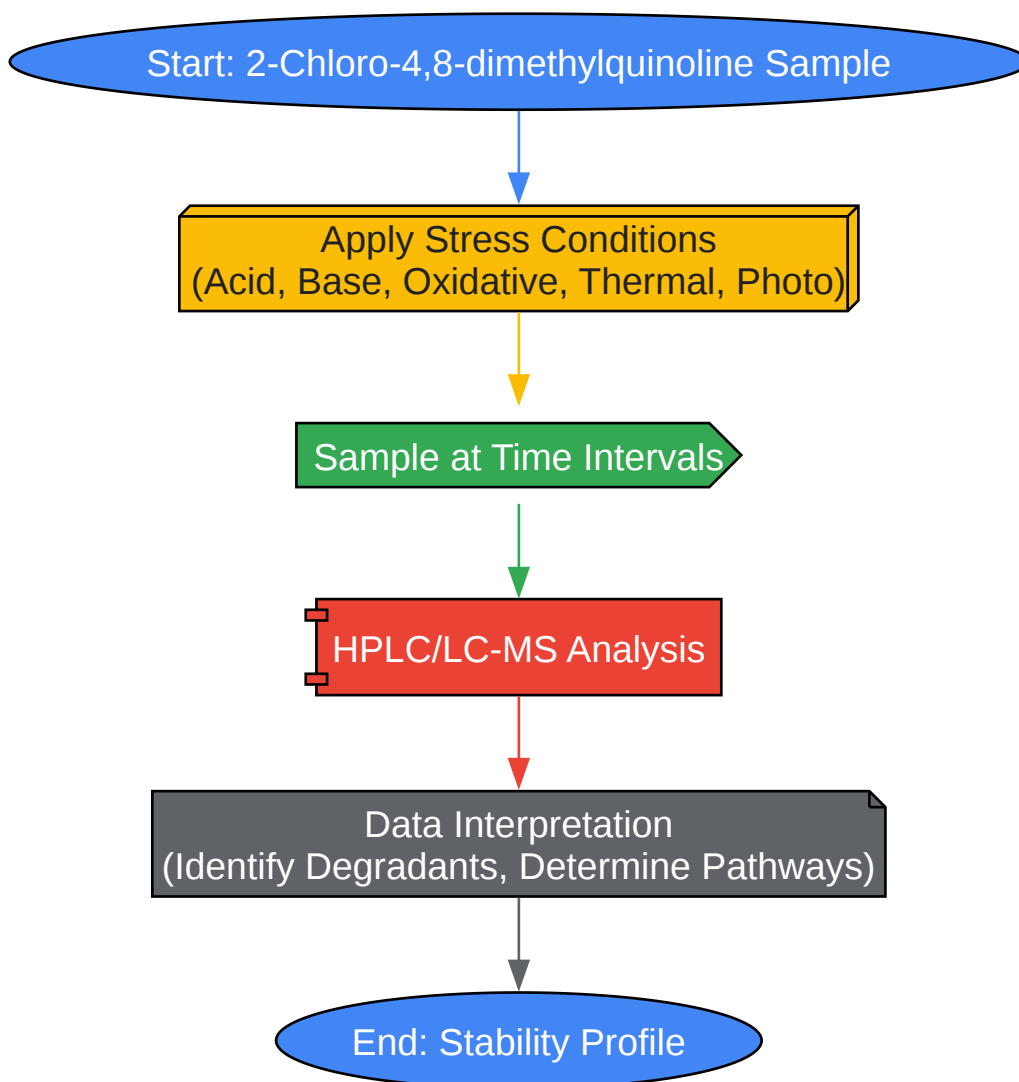 Start: 2-Chloro-4,8-dimethylquinoline Sample
Apply Stress Conditions
(Acid, Base, Oxidative, Thermal, Photo)
Sample at Time Intervals
HPLC/LC-MS Analysis
Data Interpretation
(Identify Degradants, Determine Pathways)
End: Stability Profile